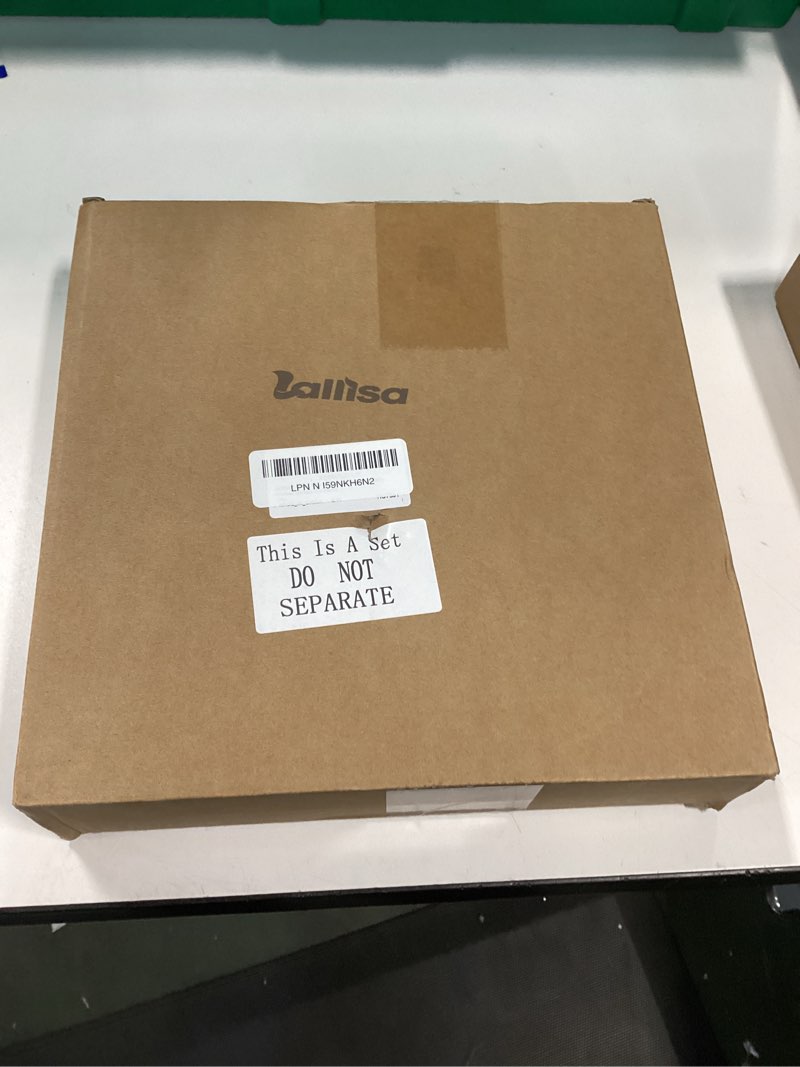 Lallisa
LPN N I59NKH6N2
This Is A Set
DO NOT
SEPARATE